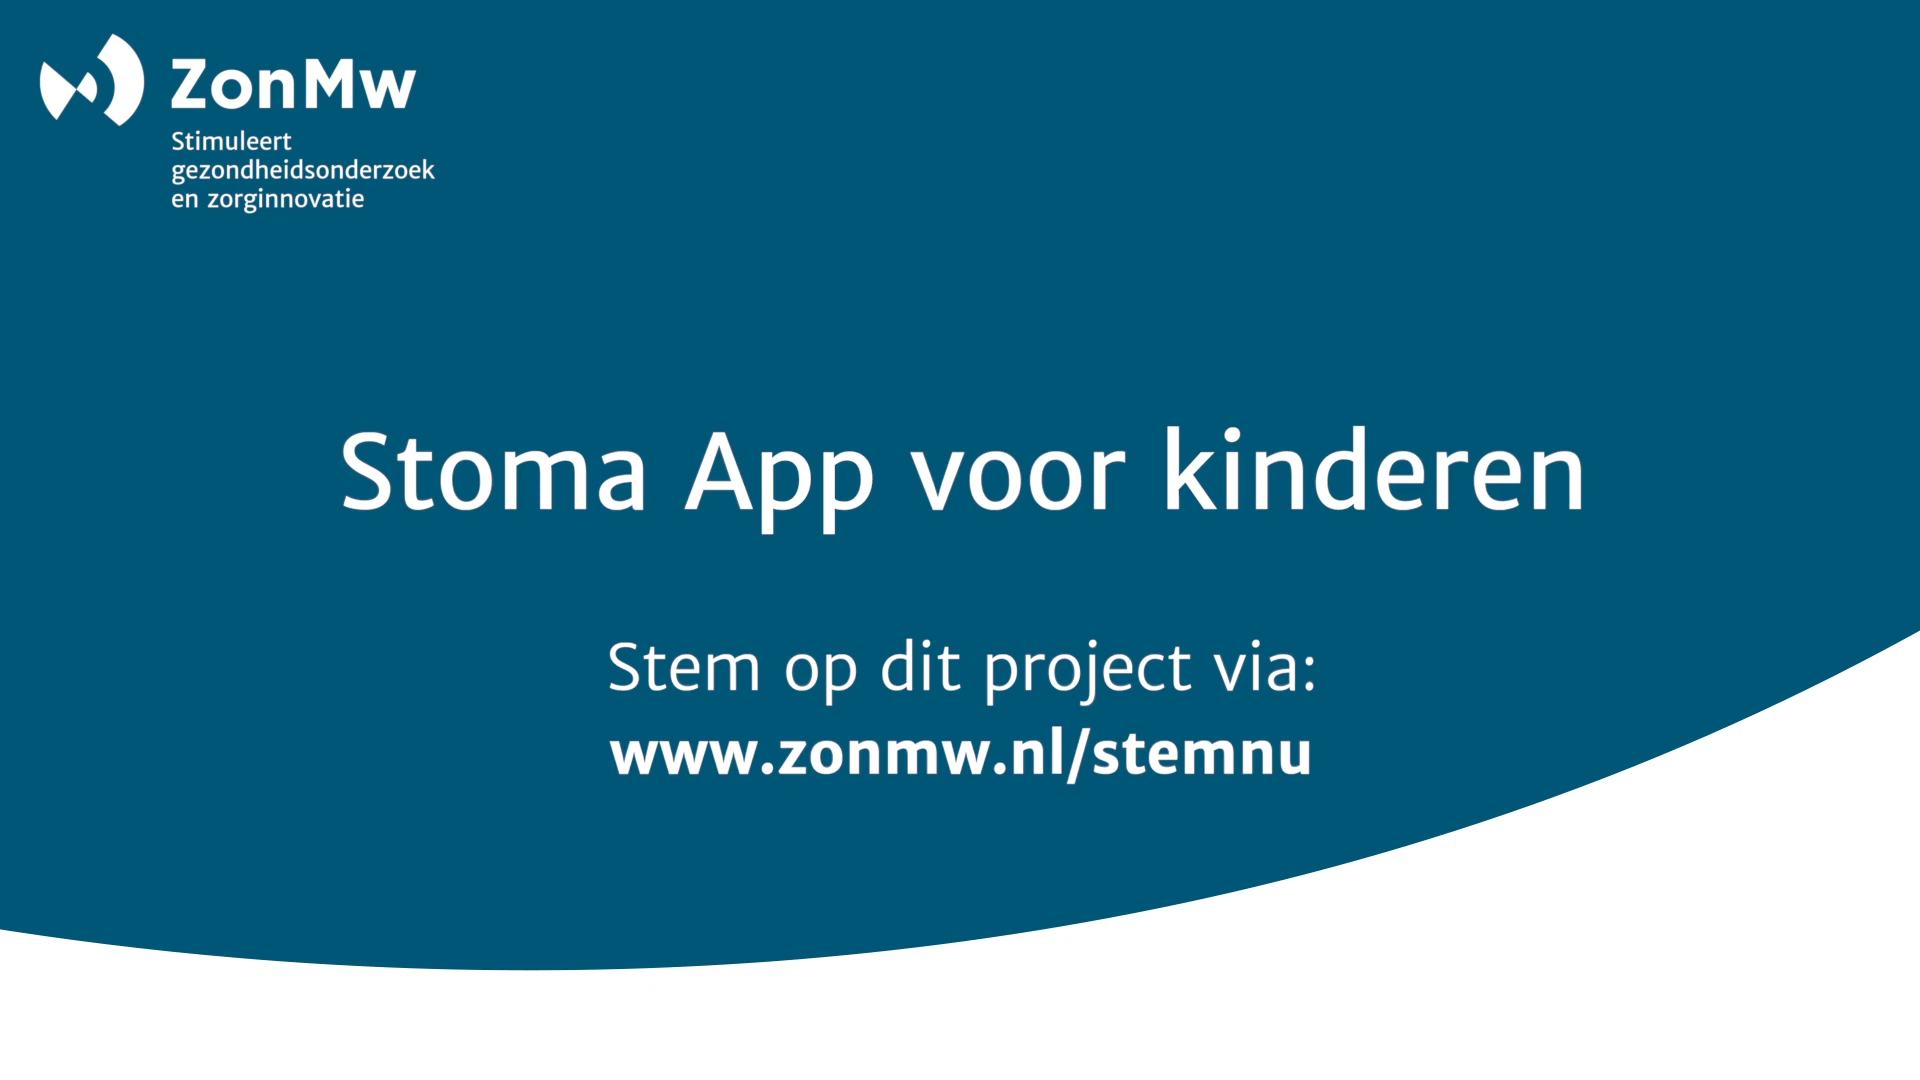 ZonMw
Stimuleert
gezondheidsonderzoek
en zorginnovatie
Stoma App voor kinderen
Stem op dit project via:
www.zonmw.nl/stemnu